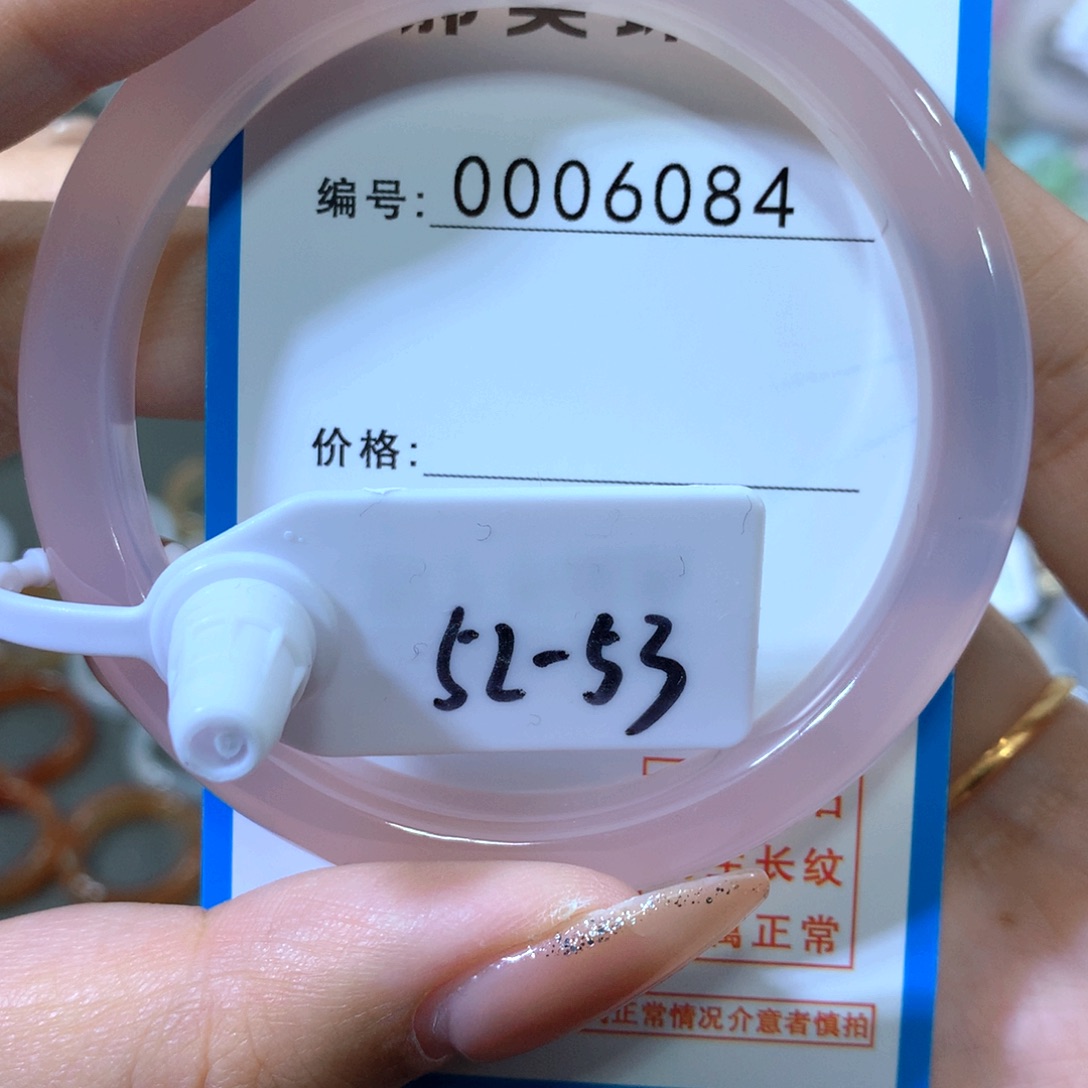 编号: 0006084
价格:
52-53
长纹
正常
正常情况介意者慎拍